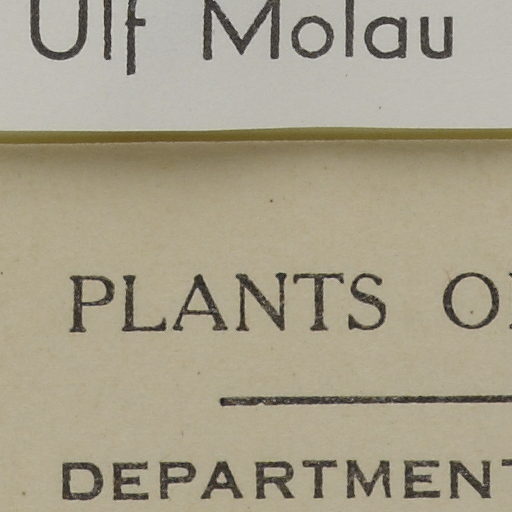 Ulf Molau
PLANTS O
DEPARTMENT